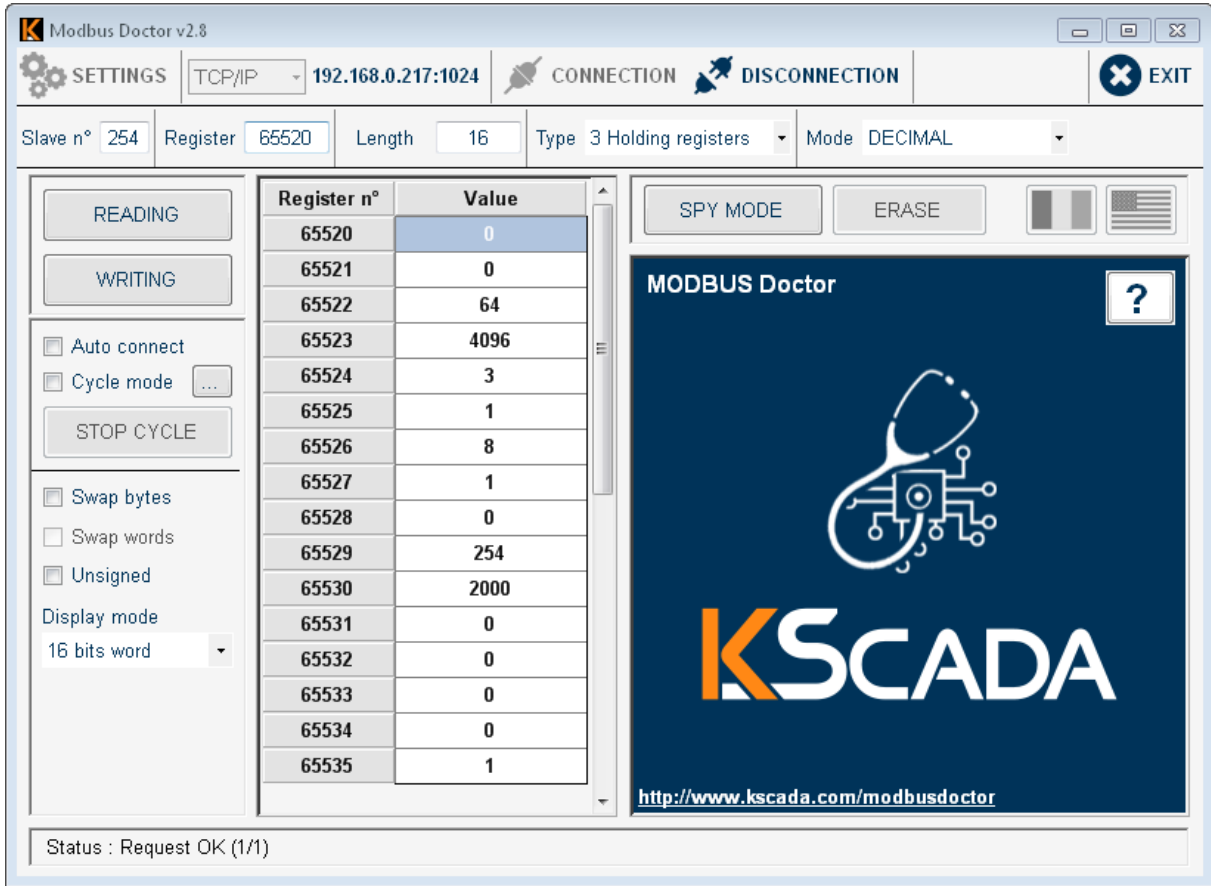 Modbus Doctor v2.8
SETTINGS TCP/IP 192.168.0.217:1024 CONNECTION DISCONNECTION EXIT
Slave n° 254 Register 65520 Length 16 Type 3 Holding registers Mode DECIMAL
READING
WRITING
Auto connect
Cycle mode ...
STOP CYCLE
Swap bytes
Swap words
Unsigned
Display mode
16 bits word
Register n° Value
65520 0
65521 0
65522 64
65523 4096
65524 3
65525 1
65526 8
65527 1
65528 0
65529 254
65530 2000
65531 0
65532 0
65533 0
65534 0
65535 1
SPY MODE ERASE
MODBUS Doctor ?
KSCADA
http://www.kscada.com/modbusdoctor
Status : Request OK (1/1)